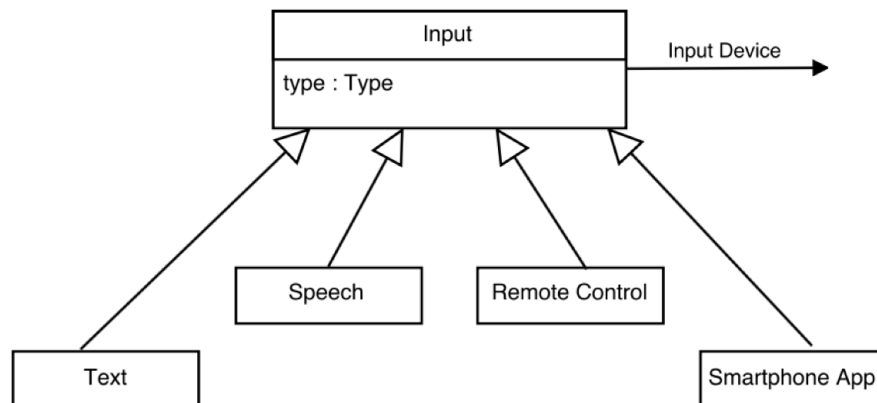 Input
Input Device
type : Type
Speech
Remote Control
Text
Smartphone App